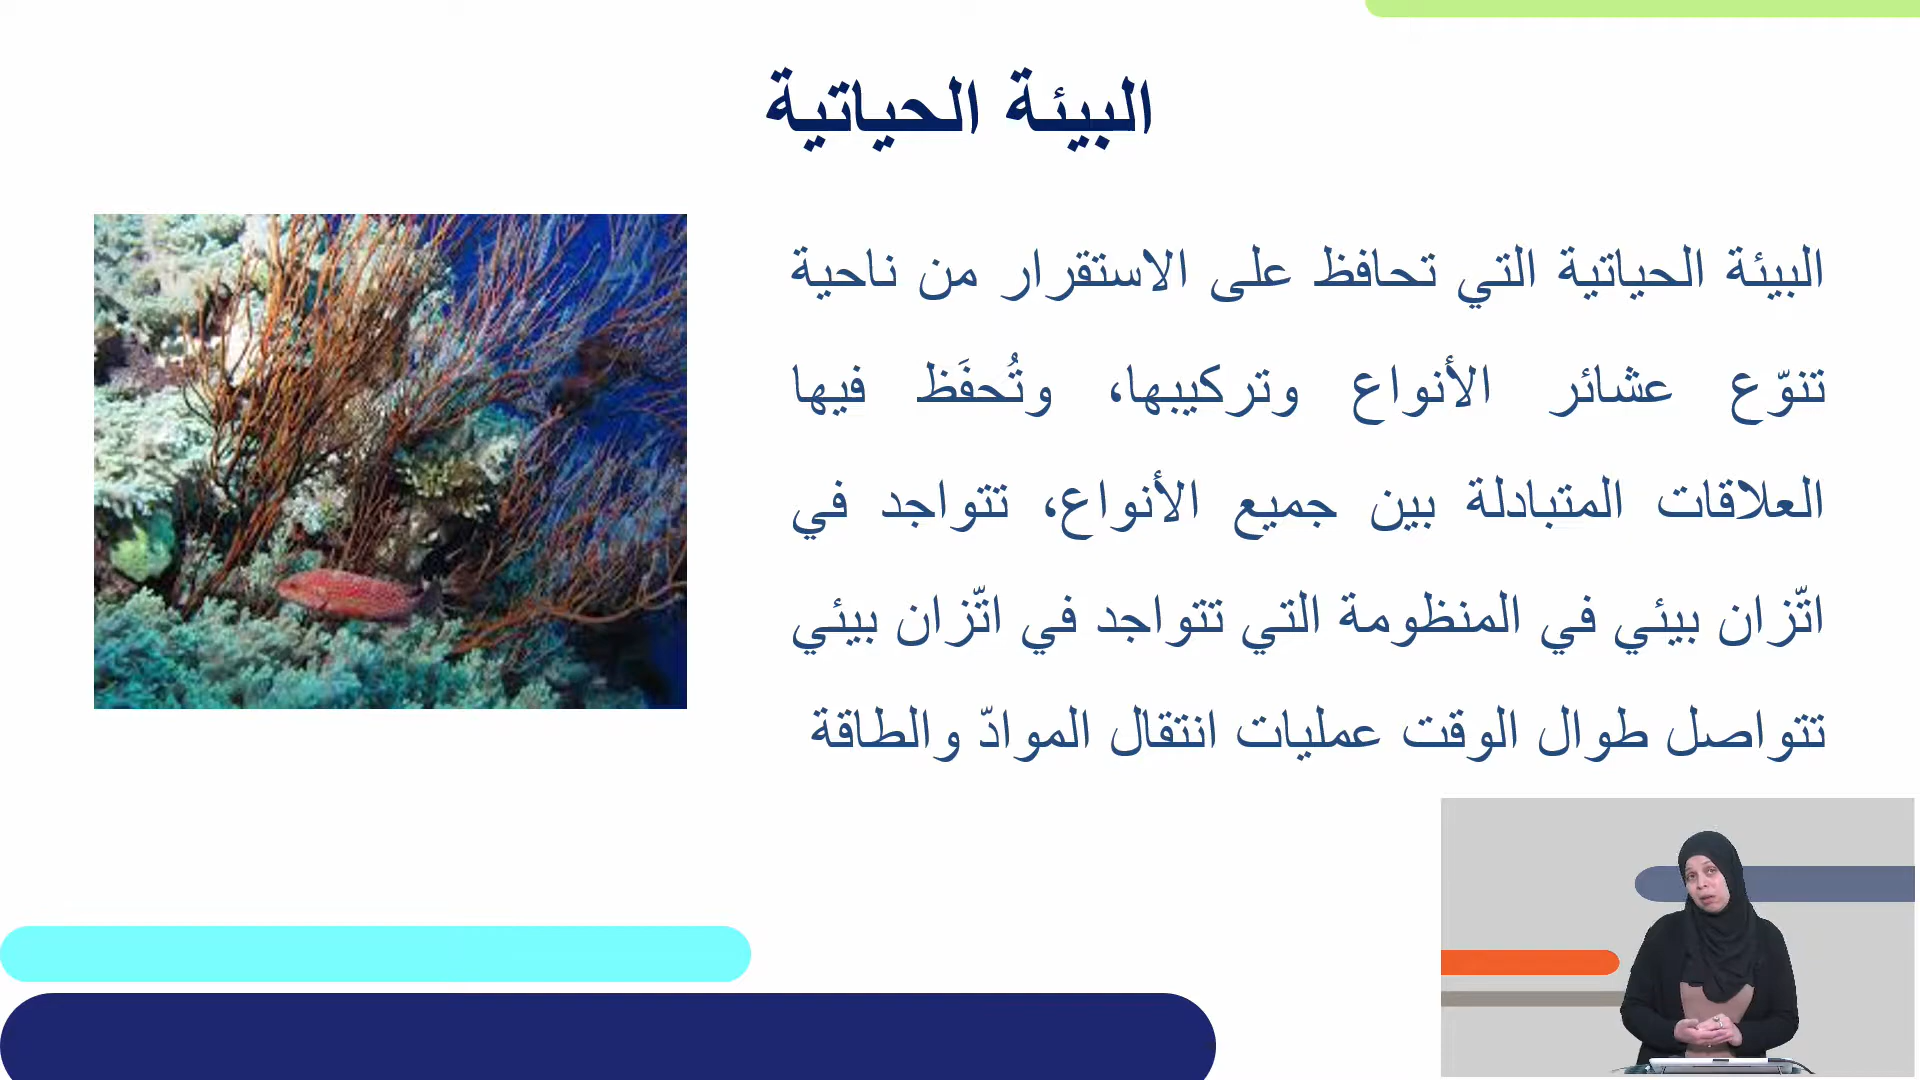 البيئة الحياتية
البيئة الحياتية التي تحافظ على الاستقرار من ناحية
تنوّع عشائر الأنواع وتركيبها، وتُحفَظ فيها
العلاقات المتبادلة بين جميع الأنواع، تتواجد في
اتّزان بيئي في المنظومة التي تتواجد في اتّزان بيئي
تتواصل طوال الوقت عمليات انتقال الموادّ والطاقة